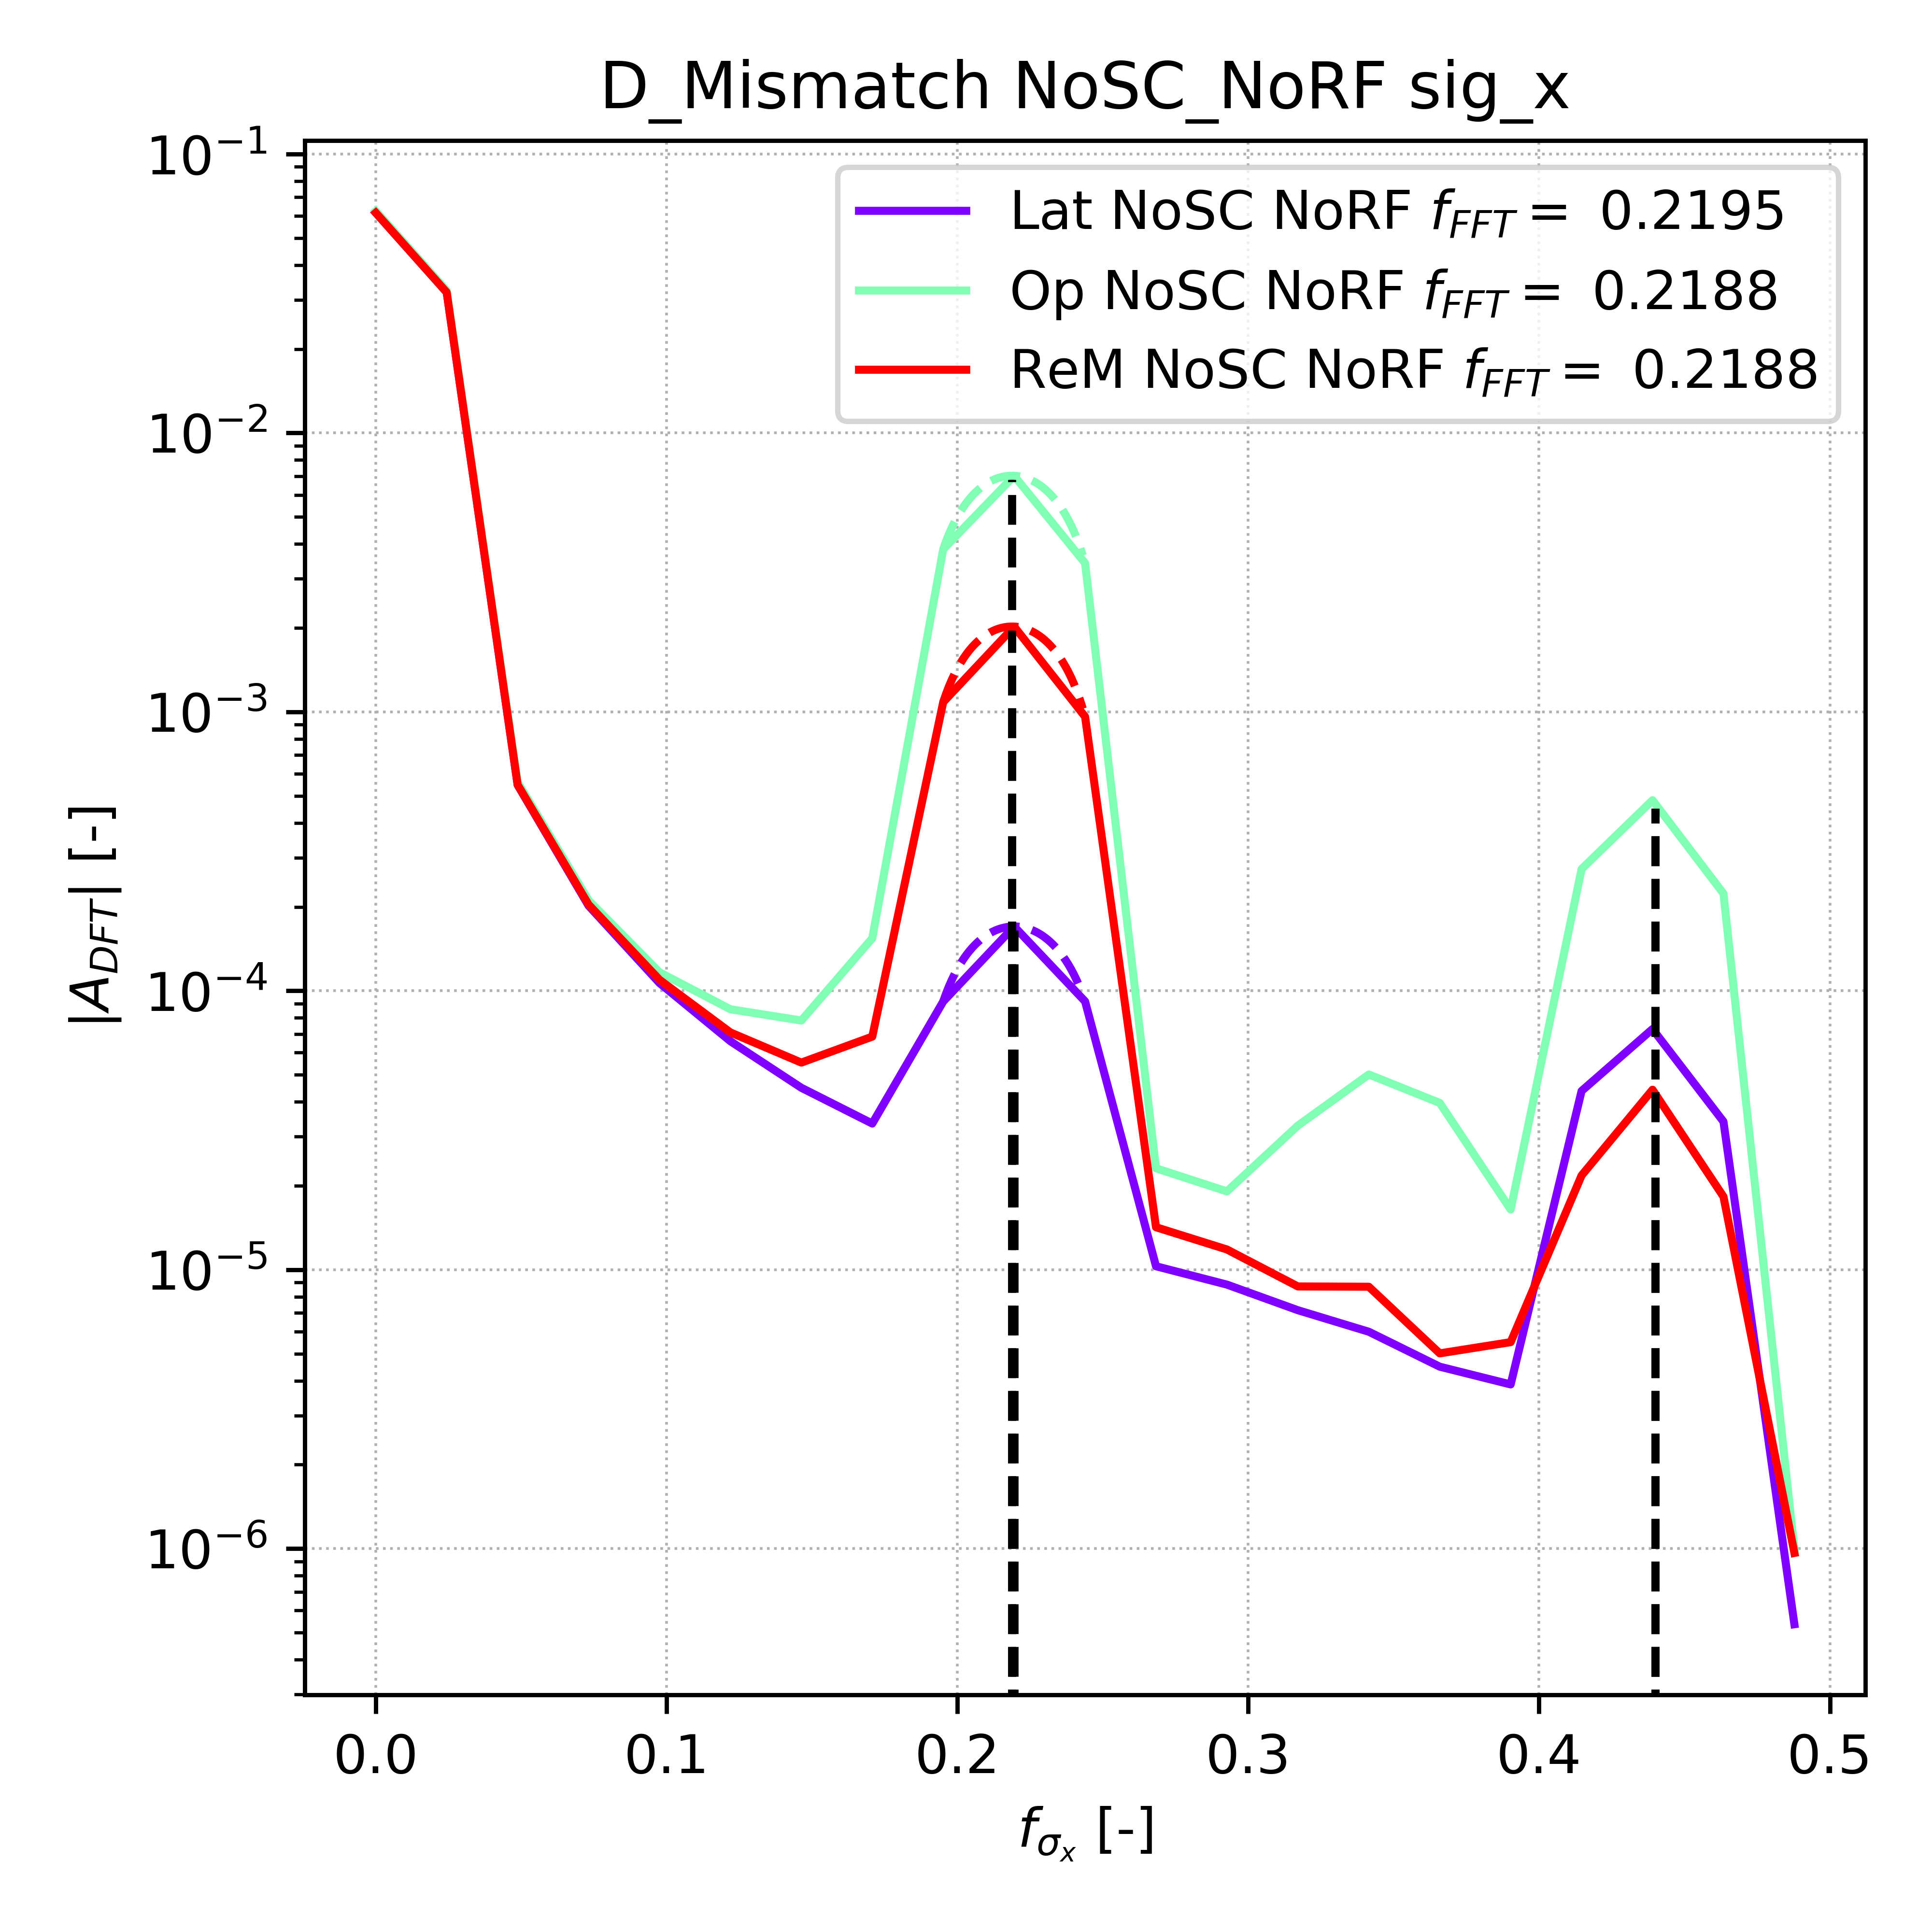 D_Mismatch NoSC_NoRF sig_x
10⁻¹
10⁻²
10⁻³
10⁻⁴
10⁻⁵
10⁻⁶
|A_DFT| [-]
Lat NoSC NoRF f_FFT = 0.2195
Op NoSC NoRF f_FFT = 0.2188
ReM NoSC NoRF f_FFT = 0.2188
0.0 0.1 0.2 0.3 0.4 0.5
f_σₓ [-]